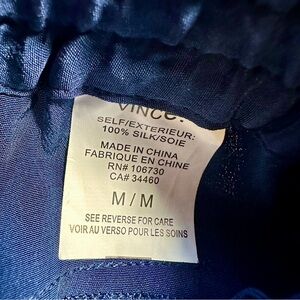 VINCE.
SELF/EXTERIEUR:
100% SILK/SOIE
MADE IN CHINA
FABRIQUE EN CHINE
RN# 106730
CA# 34460
M / M
SEE REVERSE FOR CARE
VOIR AU VERSO POUR LES SOINS